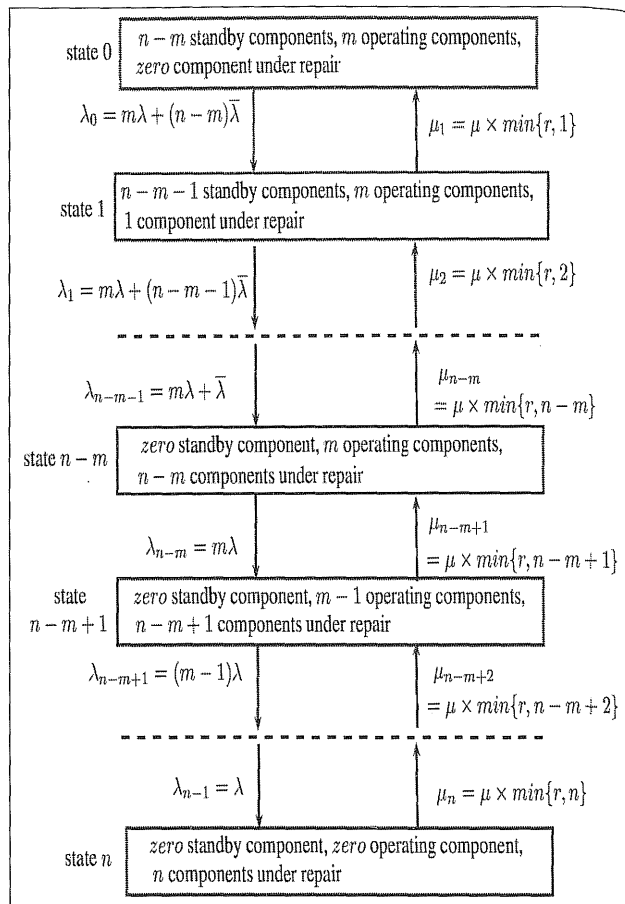 state 0
n − m standby components, m operating components,
zero component under repair
λ₀ = mλ + (n − m)λ̄
μ₁ = μ × min{r, 1}
state 1
n − m − 1 standby components, m operating components,
1 component under repair
λ₁ = mλ + (n − m − 1)λ̄
μ₂ = μ × min{r, 2}
λₙ₋ₘ₋₁ = mλ + λ̄
μₙ₋ₘ
= μ × min{r, n − m}
state n − m
zero standby component, m operating components,
n − m components under repair
λₙ₋ₘ = mλ
μₙ₋ₘ₊₁
= μ × min{r, n − m + 1}
state
n − m + 1
zero standby component, m − 1 operating components,
n − m + 1 components under repair
λₙ₋ₘ₊₁ = (m − 1)λ
μₙ₋ₘ₊₂
= μ × min{r, n − m + 2}
λₙ₋₁ = λ
μₙ = μ × min{r, n}
state n
zero standby component, zero operating component,
n components under repair